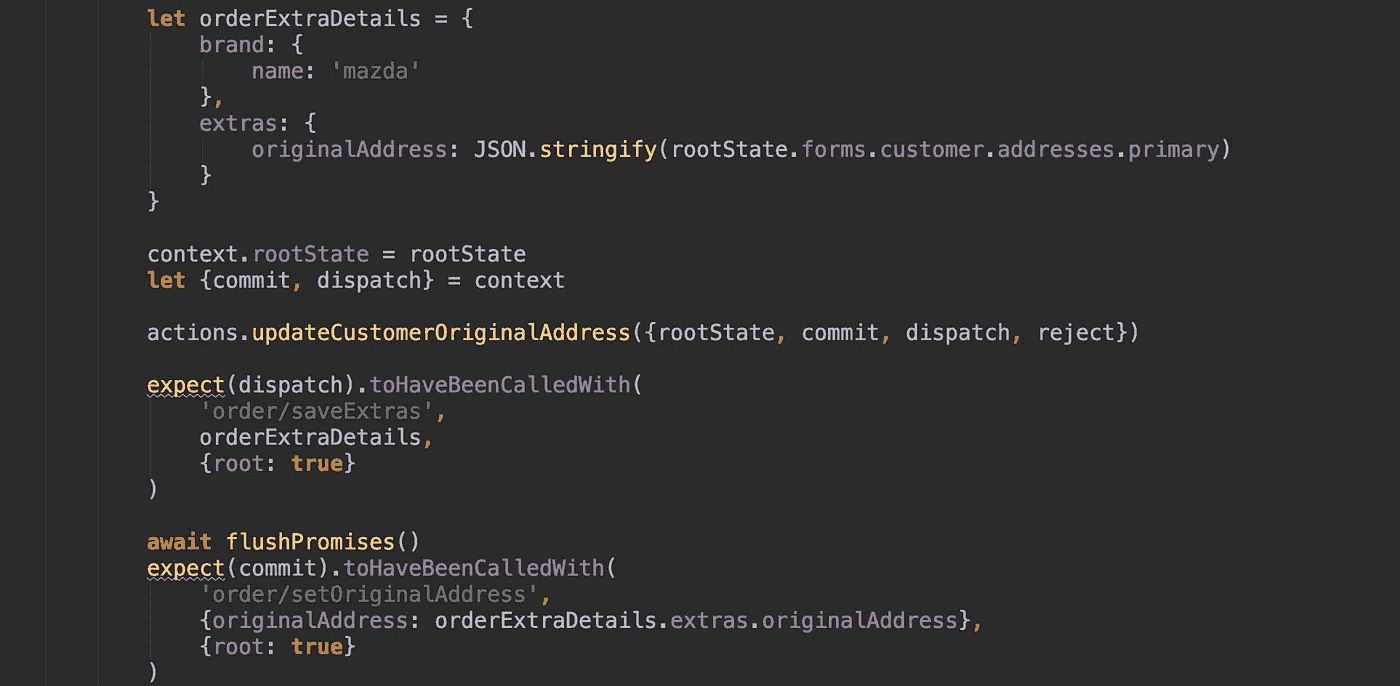 let orderExtraDetails = {
    brand: {
        name: 'mazda'
    },
    extras: {
        originalAddress: JSON.stringify(rootState.forms.customer.addresses.primary)
    }
}

context.rootState = rootState
let {commit, dispatch} = context

actions.updateCustomerOriginalAddress({rootState, commit, dispatch, reject})

expect(dispatch).toHaveBeenCalledWith(
    'order/saveExtras',
    orderExtraDetails,
    {root: true}
)

await flushPromises()
expect(commit).toHaveBeenCalledWith(
    'order/setOriginalAddress',
    {originalAddress: orderExtraDetails.extras.originalAddress},
    {root: true}
)